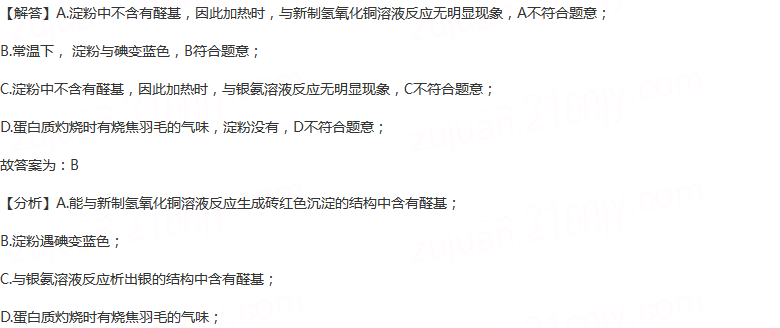 【解答】A.淀粉中不含有醛基，因此加热时，与新制氢氧化铜溶液反应无明显现象，A不符合题意；
B.常温下， 淀粉与碘变蓝色，B符合题意；
C.淀粉中不含有醛基，因此加热时，与银氨溶液反应无明显现象，C不符合题意；
D.蛋白质灼烧时有烧焦羽毛的气味，淀粉没有，D不符合题意；
故答案为：B
【分析】A.能与新制氢氧化铜溶液反应生成砖红色沉淀的结构中含有醛基；
B.淀粉遇碘变蓝色；
C.与银氨溶液反应析出银的结构中含有醛基；
D.蛋白质灼烧时有烧焦羽毛的气味；